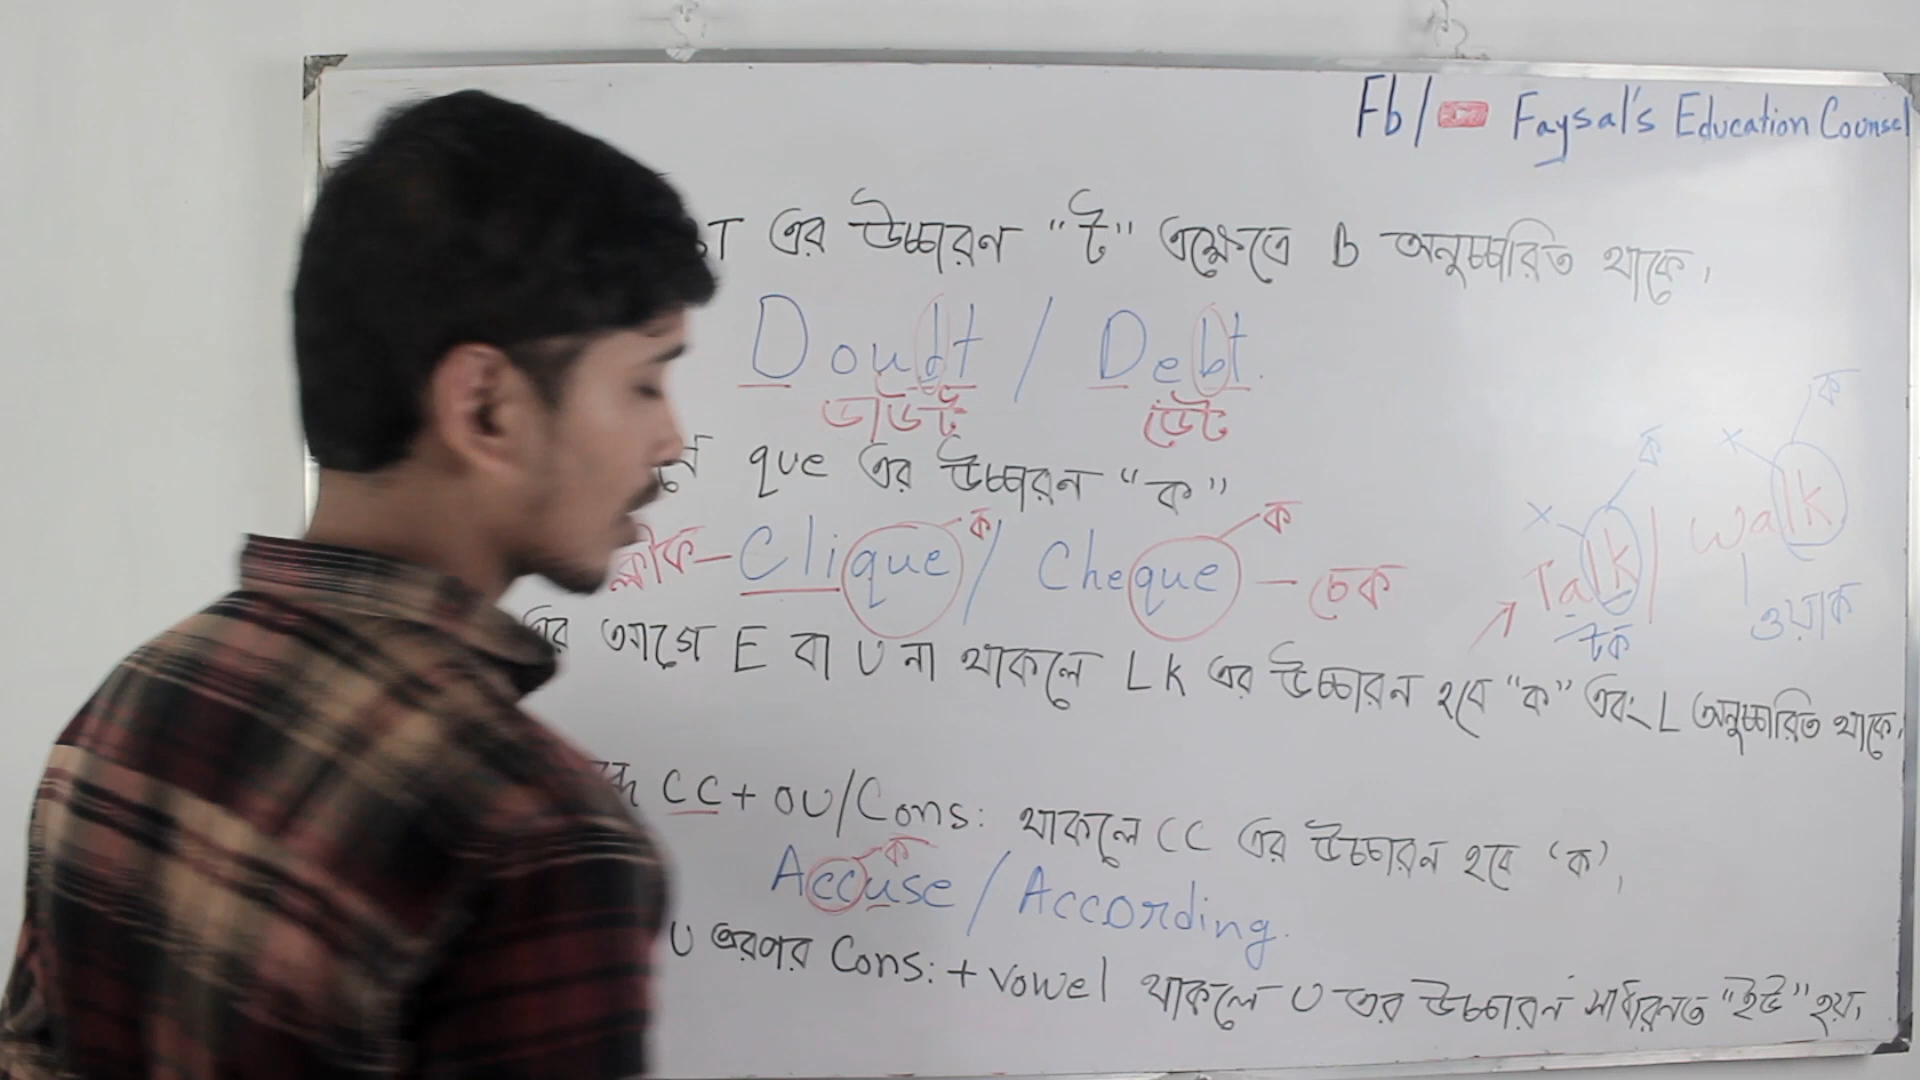 Fb/ Faysal's Education Counsel
T এর উচ্চারন "ট" এক্ষেত্রে B অনুচ্চারিত থাকে।
Doudt / Debt.
ডাউট ডেট
que এর উচ্চারন "ক"
ক ক
ক্লীক - Clique / Cheque - চেক
x ক x ক
Talk / Walk
টক ওয়াক
এর আগে E বা U না থাকলে LK এর উচ্চারন হবে "ক" এবং L অনুচ্চারিত থাকে।
CC + OU/Cons: থাকলে CC এর উচ্চারন হবে 'ক',
ক
Accuse / According.
U এরপর Cons: + vowel থাকলে U এর উচ্চারন সাধারনত "ইউ" হয়।